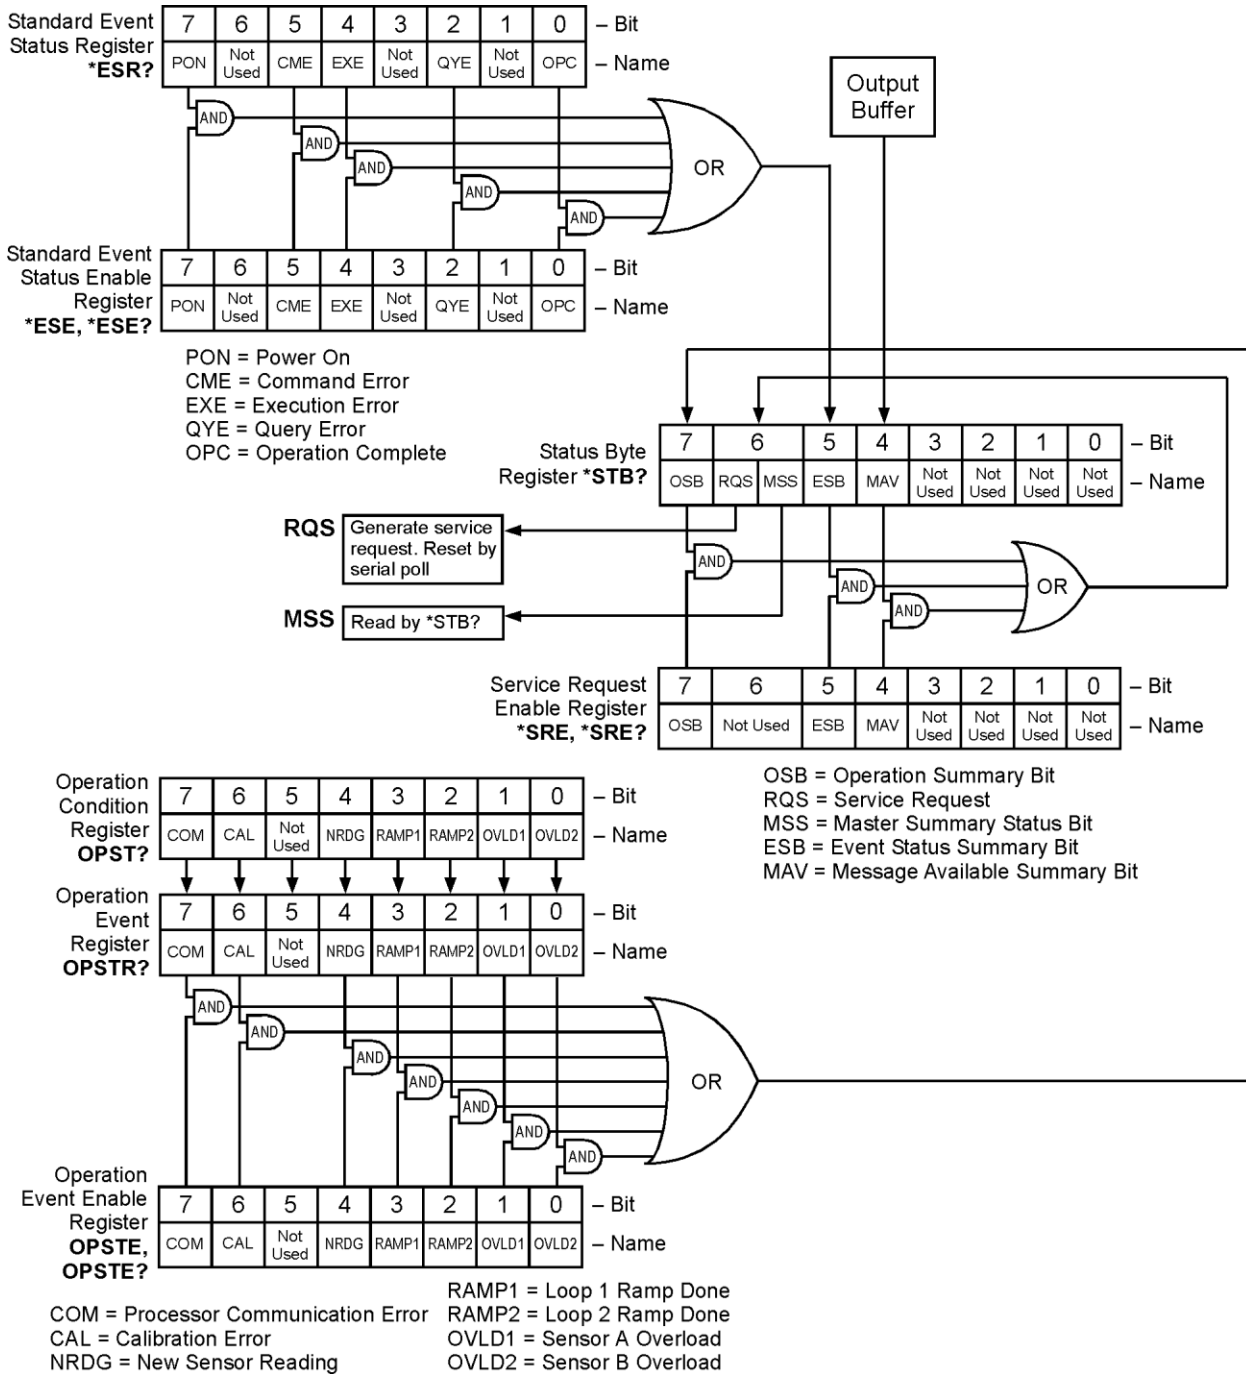 Standard Event
Status Register
*ESR?
7 6 5 4 3 2 1 0 – Bit
PON Not Used CME EXE Not Used QYE Not Used OPC – Name
AND
AND
AND
AND
AND
OR
Output
Buffer
Standard Event
Status Enable
Register
*ESE, *ESE?
7 6 5 4 3 2 1 0 – Bit
PON Not Used CME EXE Not Used QYE Not Used OPC – Name
PON = Power On
CME = Command Error
EXE = Execution Error
QYE = Query Error
OPC = Operation Complete
Status Byte
Register *STB?
7 6 5 4 3 2 1 0 – Bit
OSB RQS MSS ESB MAV Not Used Not Used Not Used Not Used – Name
RQS
Generate service
request. Reset by
serial poll
MSS
Read by *STB?
AND
AND
AND
OR
Service Request
Enable Register
*SRE, *SRE?
7 6 5 4 3 2 1 0 – Bit
OSB Not Used ESB MAV Not Used Not Used Not Used Not Used – Name
OSB = Operation Summary Bit
RQS = Service Request
MSS = Master Summary Status Bit
ESB = Event Status Summary Bit
MAV = Message Available Summary Bit
Operation
Condition
Register
OPST?
7 6 5 4 3 2 1 0 – Bit
COM CAL Not Used NRDG RAMP1 RAMP2 OVLD1 OVLD2 – Name
Operation
Event
Register
OPSTR?
7 6 5 4 3 2 1 0 – Bit
COM CAL Not Used NRDG RAMP1 RAMP2 OVLD1 OVLD2 – Name
AND
AND
AND
AND
AND
AND
AND
OR
Operation
Event Enable
Register
OPSTE,
OPSTE?
7 6 5 4 3 2 1 0 – Bit
COM CAL Not Used NRDG RAMP1 RAMP2 OVLD1 OVLD2 – Name
COM = Processor Communication Error
CAL = Calibration Error
NRDG = New Sensor Reading
RAMP1 = Loop 1 Ramp Done
RAMP2 = Loop 2 Ramp Done
OVLD1 = Sensor A Overload
OVLD2 = Sensor B Overload